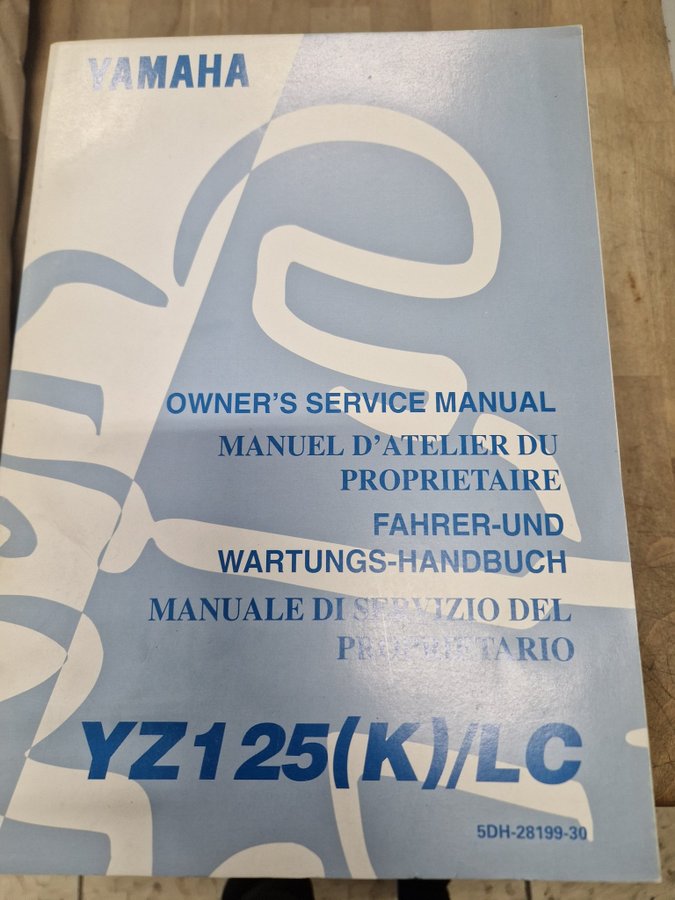 YAMAHA
OWNER'S SERVICE MANUAL
MANUEL D'ATELIER DU
PROPRIETAIRE
FAHRER-UND
WARTUNGS-HANDBUCH
MANUALE DI SERVIZIO DEL
PROPRIETARIO
YZ125(K)/LC
5DH-28199-30